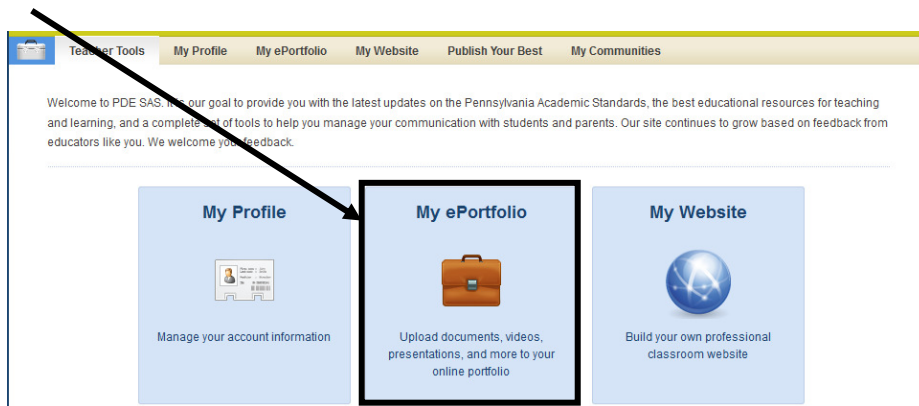 Teacher Tools My Profile My ePortfolio My Website Publish Your Best My Communities
Welcome to PDE SAS. It is our goal to provide you with the latest updates on the Pennsylvania Academic Standards, the best educational resources for teaching
and learning, and a complete set of tools to help you manage your communication with students and parents. Our site continues to grow based on feedback from
educators like you. We welcome your feedback.
My Profile
Manage your account information
My ePortfolio
Upload documents, videos,
presentations, and more to your
online portfolio
My Website
Build your own professional
classroom website